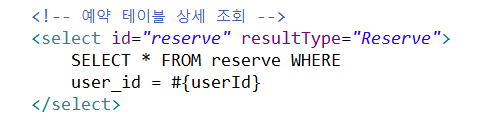 <!-- 예약 테이블 상세 조회 -->
<select id="reserve" resultType="Reserve">
SELECT * FROM reserve WHERE
user_id = #{userId}
</select>